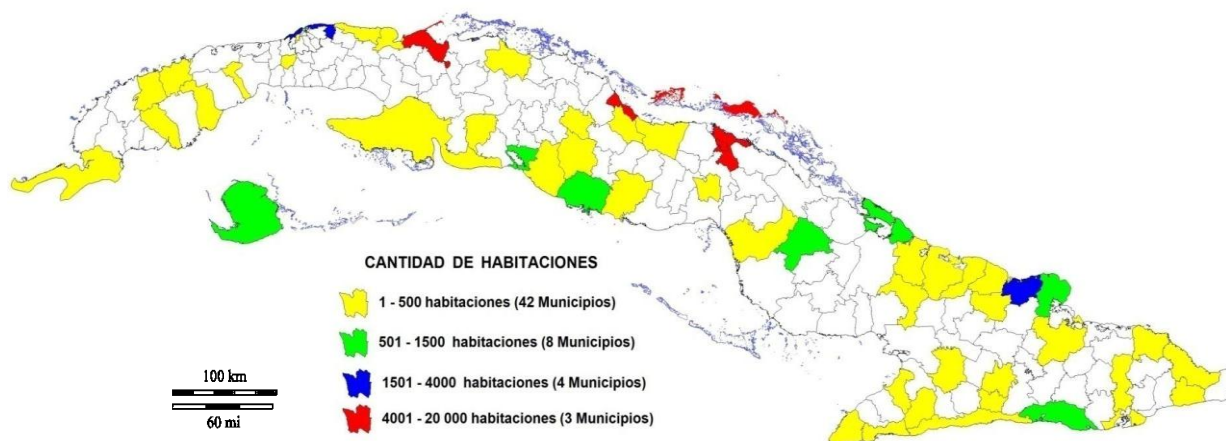 CANTIDAD DE HABITACIONES
1 - 500 habitaciones (42 Municipios)
501 - 1500 habitaciones (8 Municipios)
1501 - 4000 habitaciones (4 Municipios)
4001 - 20 000 habitaciones (3 Municipios)
100 km
60 mi